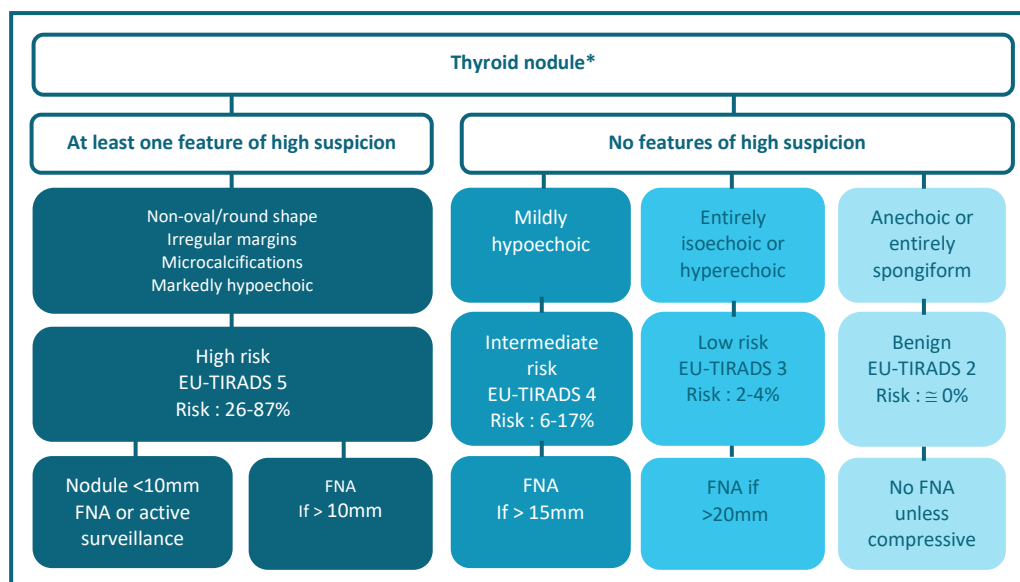 Thyroid nodule*
At least one feature of high suspicion
No features of high suspicion
Non-oval/round shape
Irregular margins
Microcalcifications
Markedly hypoechoic
Mildly
hypoechoic
Entirely
isoechoic or
hyperechoic
Anechoic or
entirely
spongiform
High risk
EU-TIRADS 5
Risk : 26-87%
Intermediate
risk
EU-TIRADS 4
Risk : 6-17%
Low risk
EU-TIRADS 3
Risk : 2-4%
Benign
EU-TIRADS 2
Risk : ≅ 0%
Nodule <10mm
FNA or active
surveillance
FNA
If > 10mm
FNA
If > 15mm
FNA if
>20mm
No FNA
unless
compressive